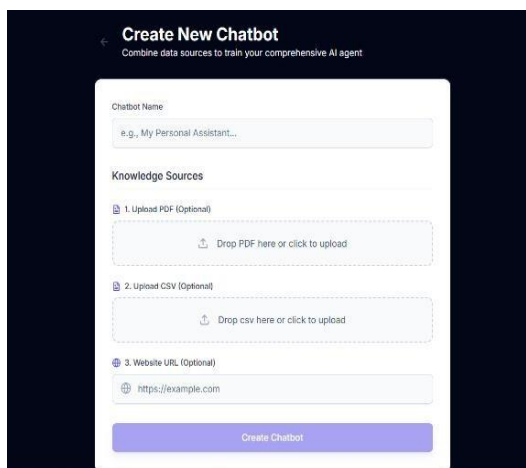 Create New Chatbot
Combine data sources to train your comprehensive AI agent
Chatbot Name
e.g., My Personal Assistant...
Knowledge Sources
1. Upload PDF (Optional)
Drop PDF here or click to upload
2. Upload CSV (Optional)
Drop csv here or click to upload
3. Website URL (Optional)
https://example.com
Create Chatbot